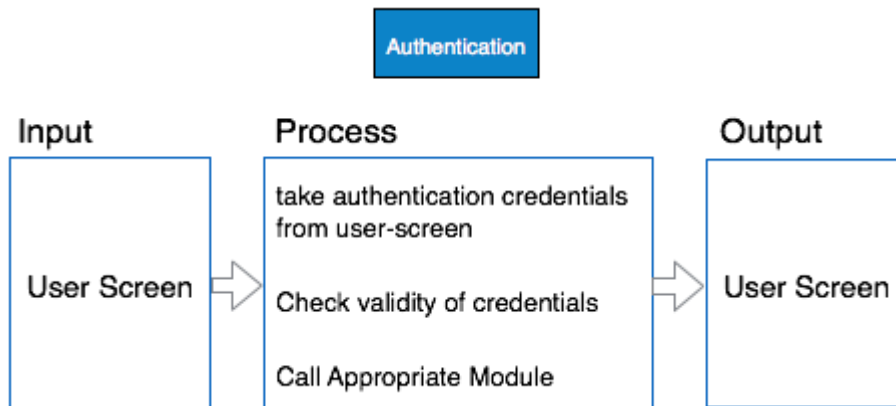 Authentication
Input
Process
Output
User Screen
take authentication credentials
from user-screen
Check validity of credentials
Call Appropriate Module
User Screen